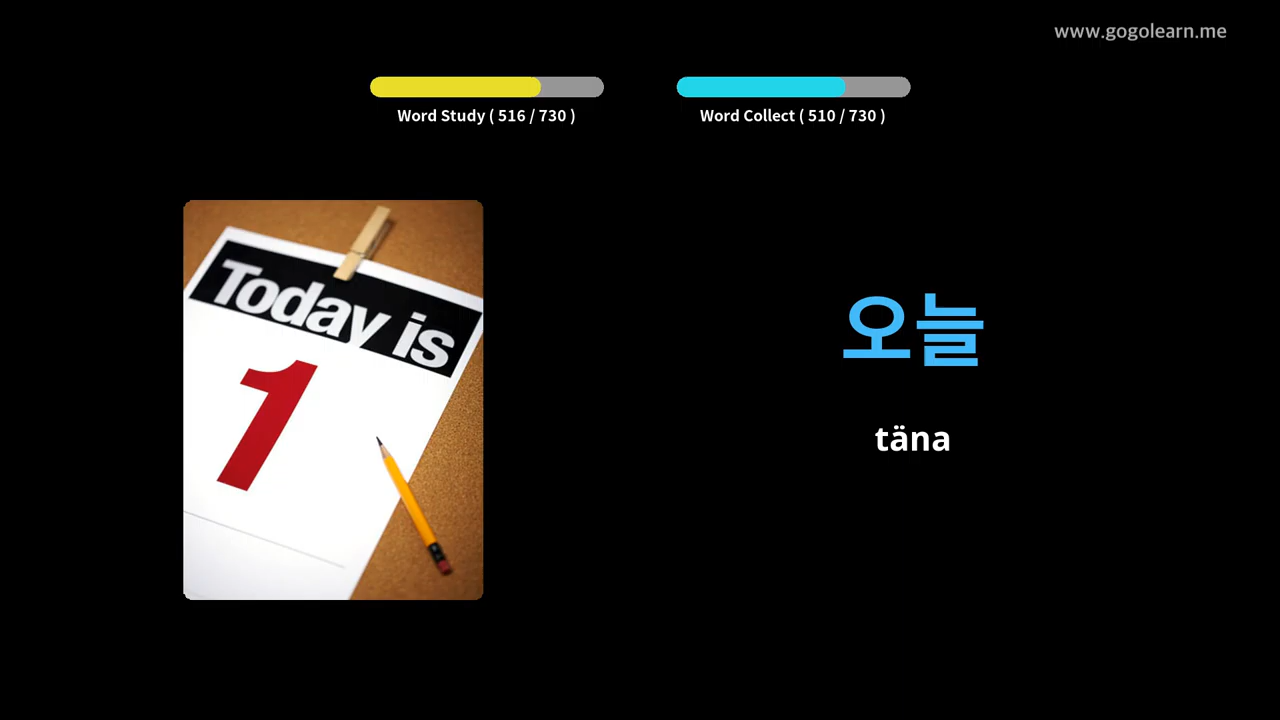 www.gogolearn.me
Word Study ( 516 / 730 )
Word Collect ( 510 / 730 )
Today is
1
오늘
täna